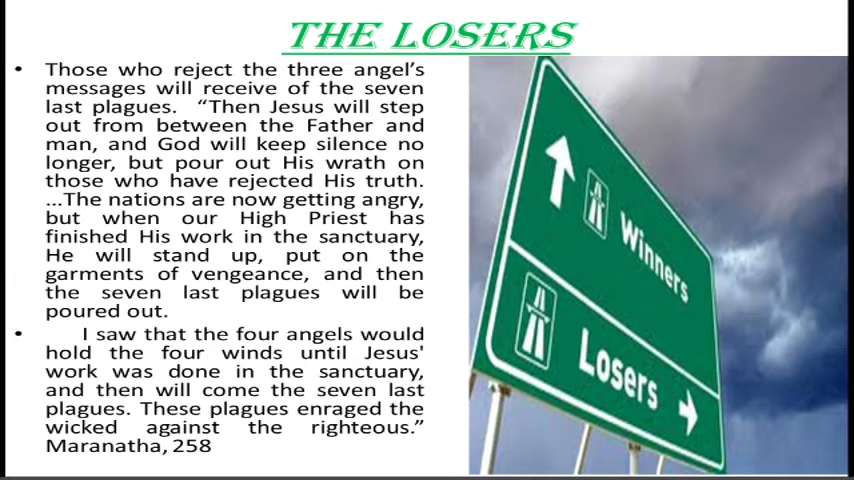 THE LOSERS
• Those who reject the three angel’s
messages will receive of the seven
last plagues. “Then Jesus will step
out from between the Father and
man, and God will keep silence no
longer, but pour out His wrath on
those who have rejected His truth.
...The nations are now getting angry,
but when our High Priest has
finished His work in the sanctuary,
He will stand up, put on the
garments of vengeance, and then
the seven last plagues will be
poured out.
• I saw that the four angels would
hold the four winds until Jesus'
work was done in the sanctuary,
and then will come the seven last
plagues. These plagues enraged the
wicked against the righteous.”
Maranatha, 258
Winners
Losers